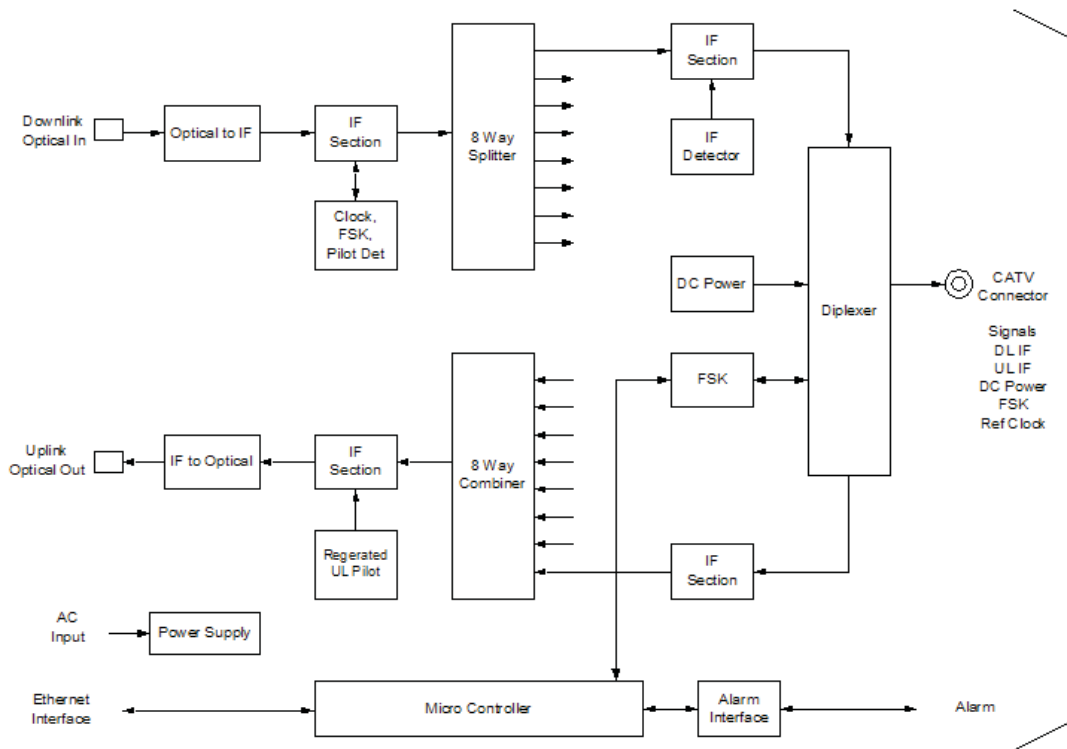 IF
Section
Downlink
Optical In
Optical to IF
IF
Section
8 Way
Splitter
IF
Detector
Clock,
FSK,
Pilot Det
DC Power
Diplexer
CATV
Connector
Signals
DL IF
UL IF
DC Power
FSK
Ref Clock
FSK
Uplink
Optical Out
IF to Optical
IF
Section
8 Way
Combiner
Regerated
UL Pilot
IF
Section
AC
Input
Power Supply
Ethernet
Interface
Micro Controller
Alarm
Interface
Alarm